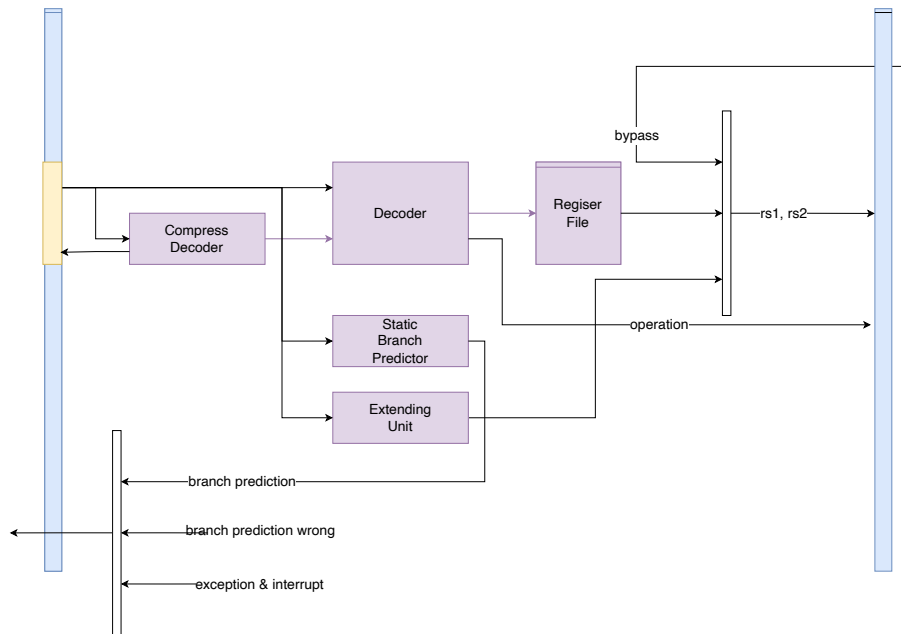 bypass
Decoder
Regiser
File
rs1, rs2
Compress
Decoder
Static
Branch
Predictor
operation
Extending
Unit
branch prediction
branch prediction wrong
exception & interrupt